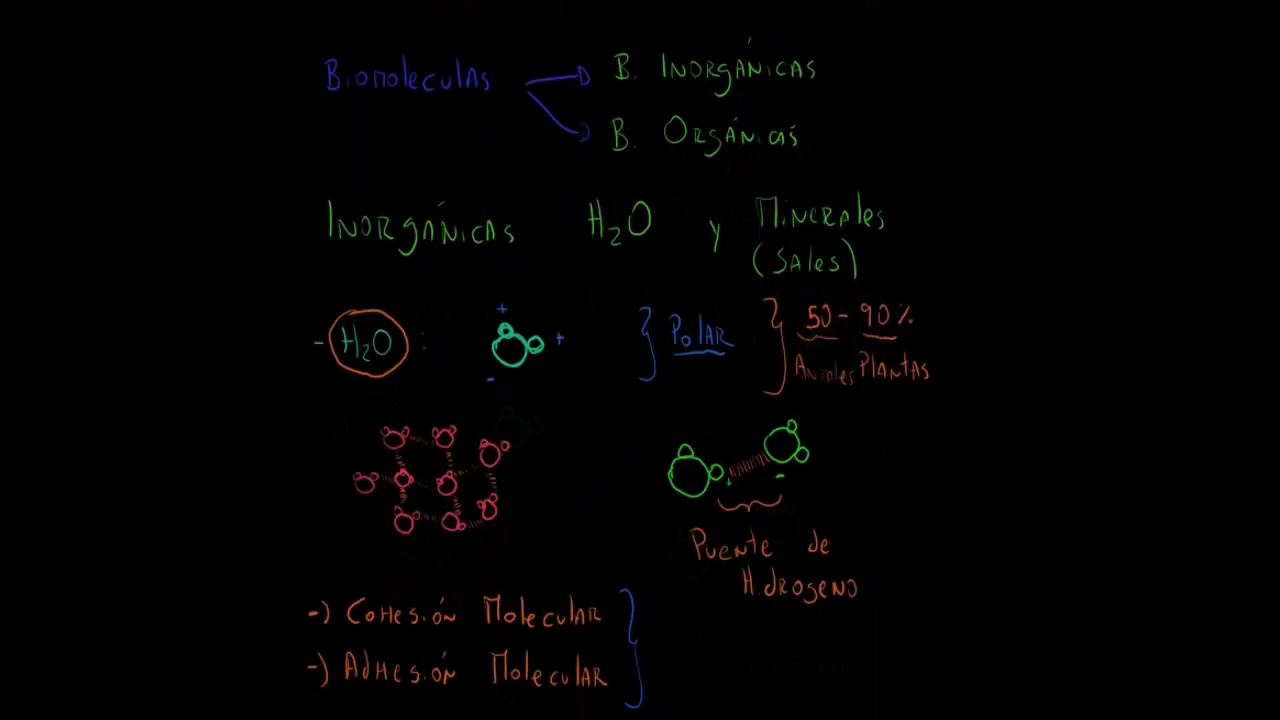 Biomoleculas
B. Inorgánicas
B. Orgánicas
Inorgánicas H₂O y Minerales
(Sales)
- H₂O : + + - } Polar } 50 - 90 %
Plantas
+ -
Puente de
Hidrogeno
-) Cohesión Molecular
-) Adhesión Molecular